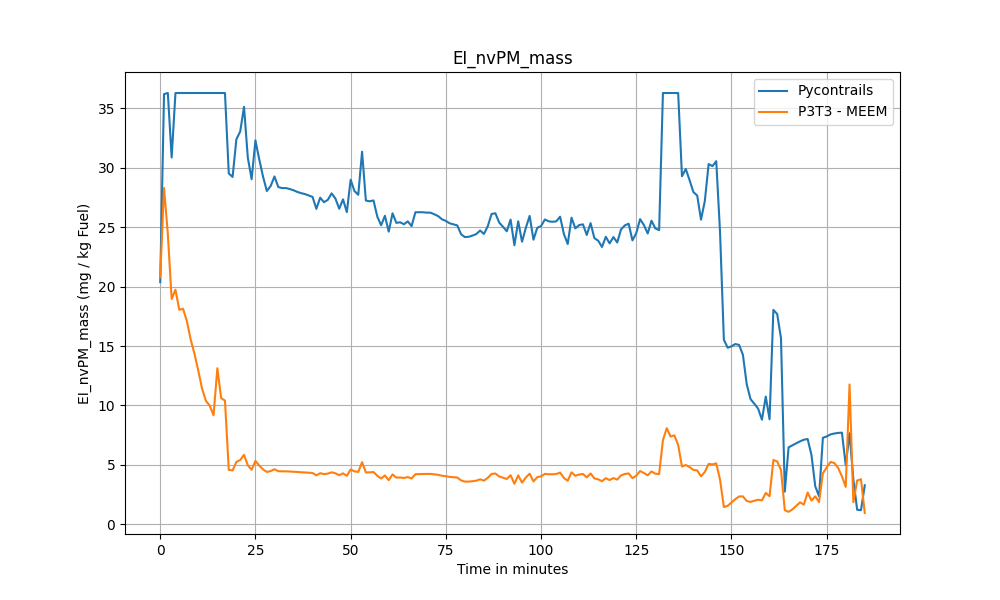 EI_nvPM_mass
Pycontrails
P3T3 - MEEM
EI_nvPM_mass (mg / kg Fuel)
35
30
25
20
15
10
5
0
0 25 50 75 100 125 150 175
Time in minutes